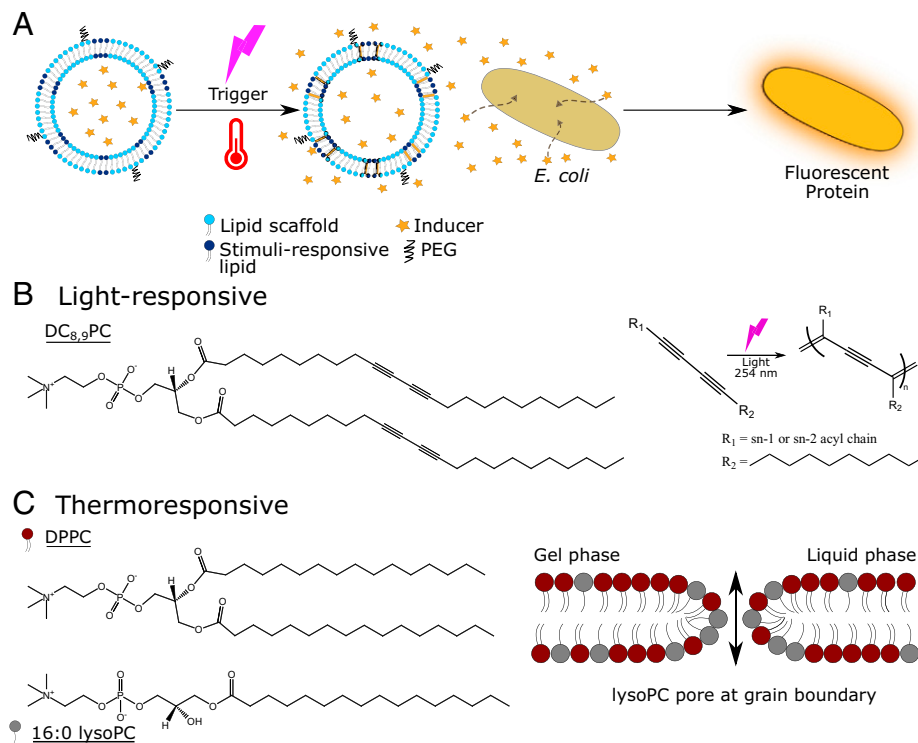 A
Trigger
E. coli
Fluorescent
Protein
Lipid scaffold
Inducer
Stimuli-responsive
lipid
PEG
B Light-responsive
DC8,9PC
N+
O
P
O-
O
O
H
O
O
O
O
R1
R2
Light
254 nm
R1
R2
n
R1 = sn-1 or sn-2 acyl chain
R2 =
C Thermoresponsive
DPPC
N+
O
P
O-
O
O
H
O
O
O
O
N+
O
P
O
O-
O
H
OH
O
O
16:0 lysoPC
Gel phase
Liquid phase
lysoPC pore at grain boundary